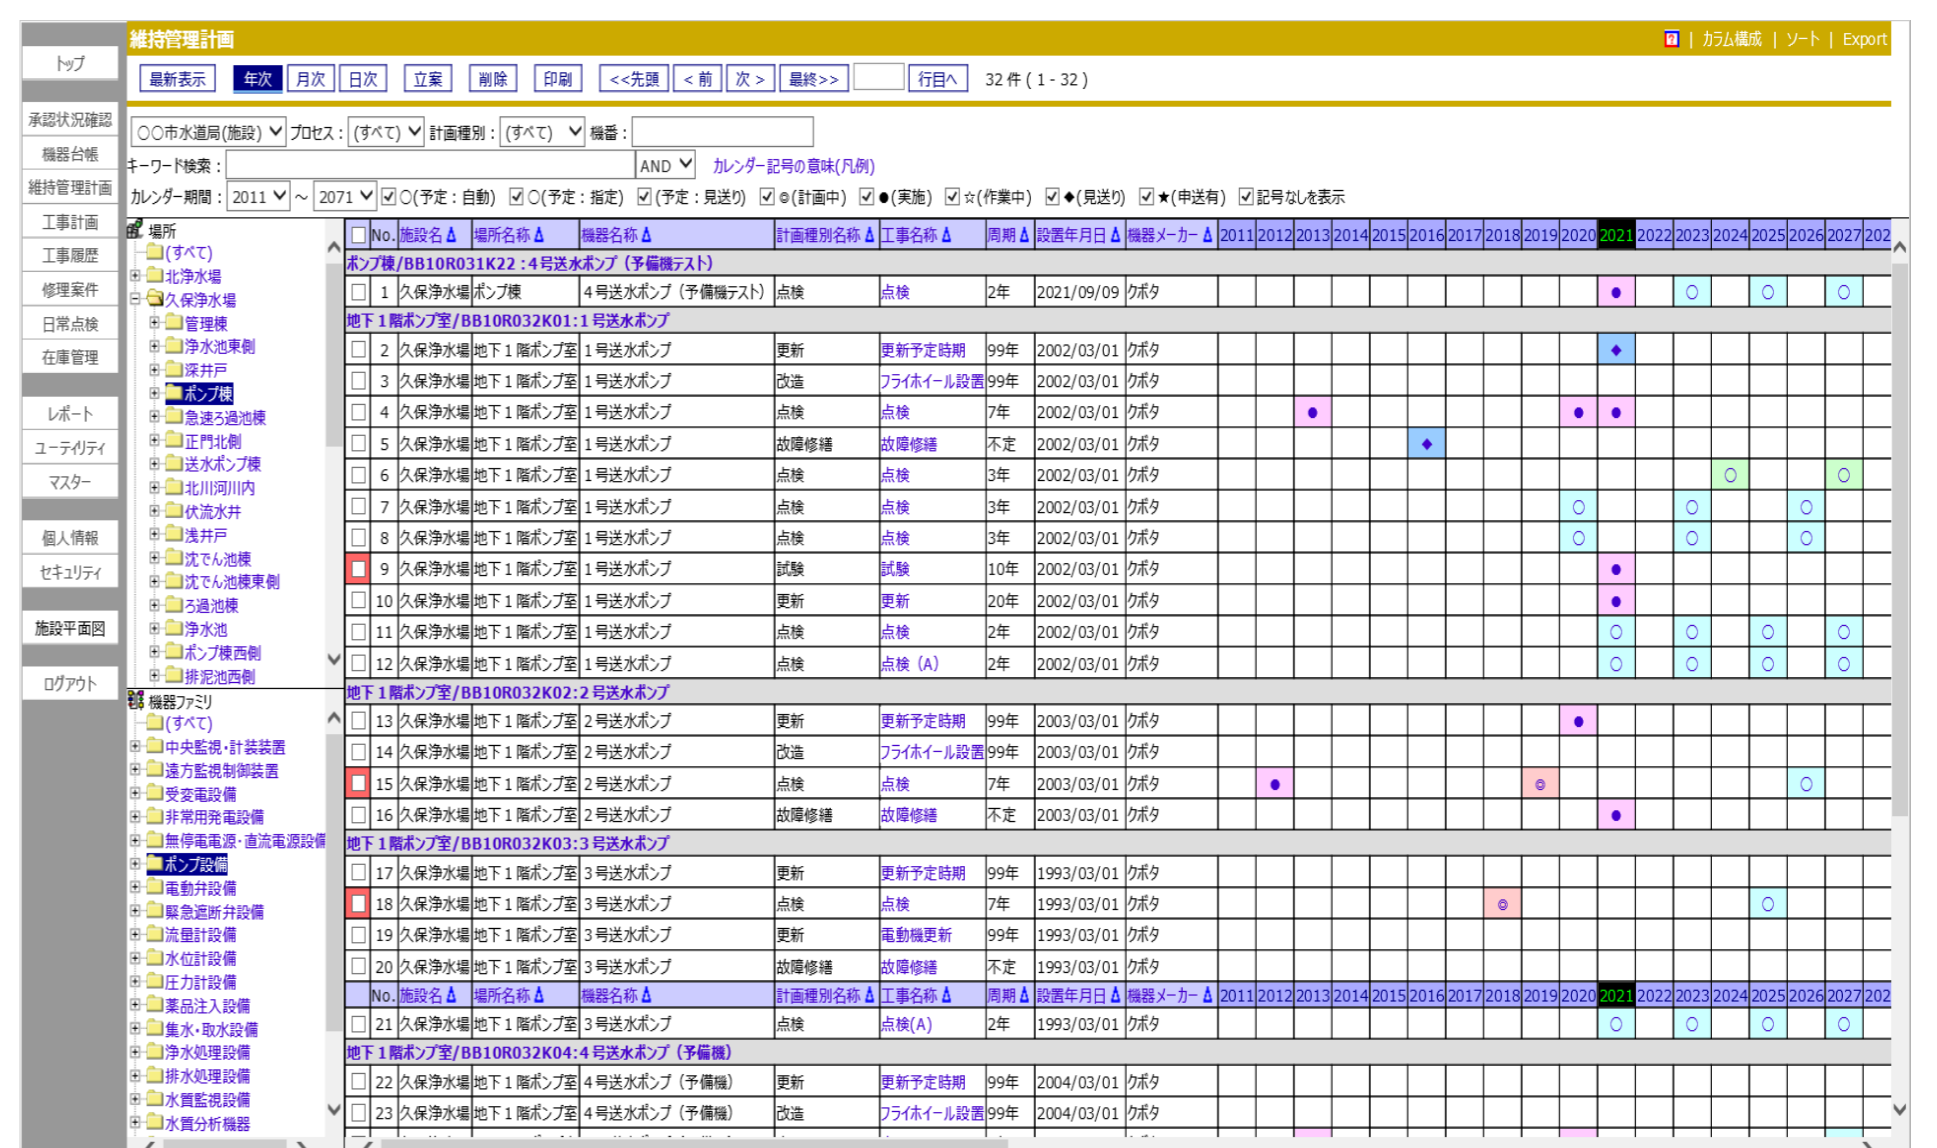 維持管理計画
? | カラム構成 | ソート | Export
最新表示 年次 月次 日次 立案 削除 印刷 <<先頭 < 前 次 > 最終>> 行目へ 32 件 ( 1 - 32 )
トップ
承認状況確認
機器台帳
維持管理計画
工事計画
工事履歴
修理案件
日常点検
在庫管理
レポート
ユーティリティ
マスター
個人情報
セキュリティ
施設平面図
ログアウト
〇〇市水道局(施設) プロセス : (すべて) 計画種別 : (すべて) 機番 :
キーワード検索 : AND カレンダー記号の意味(凡例)
カレンダー期間 : 2011 ～ 2071 ○(予定 : 自動) ○(予定 : 指定) (予定 : 見送り) ◎(計画中) ●(実施) ☆(作業中) ◆(見送り) ★(申送有) 記号なしを表示
場所
(すべて)
北浄水場
久保浄水場
管理棟
浄水池東側
深井戸
ポンプ棟
急速ろ過池棟
正門北側
送水ポンプ棟
北川河川内
伏流水井
浅井戸
沈でん池棟
沈でん池棟東側
ろ過池棟
浄水池
ポンプ棟西側
排泥池西側
機器ファミリ
(すべて)
中央監視・計装装置
遠方監視制御装置
受変電設備
非常用発電設備
無停電電源・直流電源設備
ポンプ設備
電動弁設備
緊急遮断弁設備
流量計設備
水位計設備
圧力計設備
薬品注入設備
集水・取水設備
浄水処理設備
排水処理設備
水質監視設備
水質分析機器
No. 施設名 場所名称 機器名称 計画種別名称 工事名称 周期 設置年月日 機器メーカー 2011 2012 2013 2014 2015 2016 2017 2018 2019 2020 2021 2022 2023 2024 2025 2026 2027 202
ポンプ棟/BB10R031K22 : 4号送水ポンプ（予備機テスト）
1 久保浄水場 ポンプ棟 4号送水ポンプ（予備機テスト） 点検 点検 2年 2021/09/09 クボタ ● ○ ○ ○
地下1階ポンプ室/BB10R032K01:1号送水ポンプ
2 久保浄水場 地下1階ポンプ室 1号送水ポンプ 更新 更新予定時期 99年 2002/03/01 クボタ ◆
3 久保浄水場 地下1階ポンプ室 1号送水ポンプ 改造 フライホイール設置 99年 2002/03/01 クボタ
4 久保浄水場 地下1階ポンプ室 1号送水ポンプ 点検 点検 7年 2002/03/01 クボタ ● ● ●
5 久保浄水場 地下1階ポンプ室 1号送水ポンプ 故障修繕 故障修繕 不定 2002/03/01 クボタ ◆
6 久保浄水場 地下1階ポンプ室 1号送水ポンプ 点検 点検 3年 2002/03/01 クボタ ○ ○
7 久保浄水場 地下1階ポンプ室 1号送水ポンプ 点検 点検 3年 2002/03/01 クボタ ○ ○ ○
8 久保浄水場 地下1階ポンプ室 1号送水ポンプ 点検 点検 3年 2002/03/01 クボタ ○ ○ ○
9 久保浄水場 地下1階ポンプ室 1号送水ポンプ 試験 試験 10年 2002/03/01 クボタ ●
10 久保浄水場 地下1階ポンプ室 1号送水ポンプ 更新 更新 20年 2002/03/01 クボタ ●
11 久保浄水場 地下1階ポンプ室 1号送水ポンプ 点検 点検 2年 2002/03/01 クボタ ○ ○ ○ ○
12 久保浄水場 地下1階ポンプ室 1号送水ポンプ 点検 点検（A） 2年 2002/03/01 クボタ ○ ○ ○ ○
地下1階ポンプ室/BB10R032K02:2号送水ポンプ
13 久保浄水場 地下1階ポンプ室 2号送水ポンプ 更新 更新予定時期 99年 2003/03/01 クボタ ●
14 久保浄水場 地下1階ポンプ室 2号送水ポンプ 改造 フライホイール設置 99年 2003/03/01 クボタ
15 久保浄水場 地下1階ポンプ室 2号送水ポンプ 点検 点検 7年 2003/03/01 クボタ ● ◎ ○
16 久保浄水場 地下1階ポンプ室 2号送水ポンプ 故障修繕 故障修繕 不定 2003/03/01 クボタ ●
地下1階ポンプ室/BB10R032K03:3号送水ポンプ
17 久保浄水場 地下1階ポンプ室 3号送水ポンプ 更新 更新予定時期 99年 1993/03/01 クボタ
18 久保浄水場 地下1階ポンプ室 3号送水ポンプ 点検 点検 7年 1993/03/01 クボタ ◎ ○
19 久保浄水場 地下1階ポンプ室 3号送水ポンプ 更新 電動機更新 99年 1993/03/01 クボタ
20 久保浄水場 地下1階ポンプ室 3号送水ポンプ 故障修繕 故障修繕 不定 1993/03/01 クボタ
No. 施設名 場所名称 機器名称 計画種別名称 工事名称 周期 設置年月日 機器メーカー 2011 2012 2013 2014 2015 2016 2017 2018 2019 2020 2021 2022 2023 2024 2025 2026 2027 202
21 久保浄水場 地下1階ポンプ室 3号送水ポンプ 点検 点検(A) 2年 1993/03/01 クボタ ○ ○ ○ ○
地下1階ポンプ室/BB10R032K04:4号送水ポンプ（予備機）
22 久保浄水場 地下1階ポンプ室 4号送水ポンプ（予備機） 更新 更新予定時期 99年 2004/03/01 クボタ
23 久保浄水場 地下1階ポンプ室 4号送水ポンプ（予備機） 改造 フライホイール設置 99年 2004/03/01 クボタ